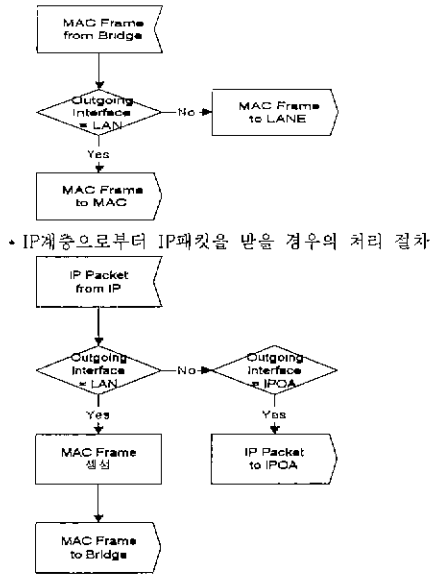 MAC Frame
from Bridge
Outgoing
Interface
= LAN
No
MAC Frame
to LANE
Yes
MAC Frame
to MAC
• IP계층으로부터 IP패킷을 받을 경우의 처리 절차
IP Packet
from IP
Outgoing
Interface
= LAN
No
Outgoing
Interface
= IPOA
Yes
Yes
MAC Frame
생성
IP Packet
to IPOA
MAC Frame
to Bridge